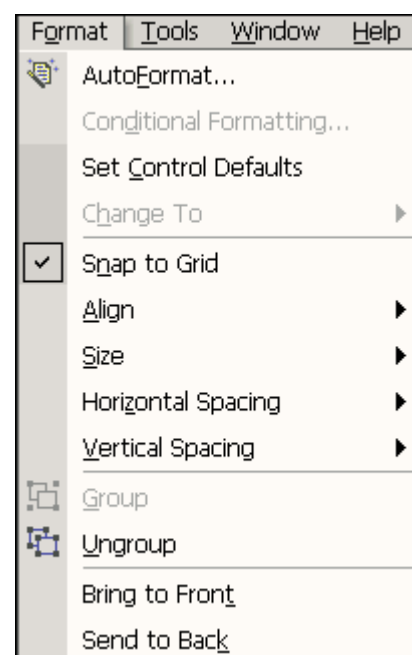 Format Tools Window Help
AutoFormat...
Conditional Formatting...
Set Control Defaults
Change To
Snap to Grid
Align
Size
Horizontal Spacing
Vertical Spacing
Group
Ungroup
Bring to Front
Send to Back